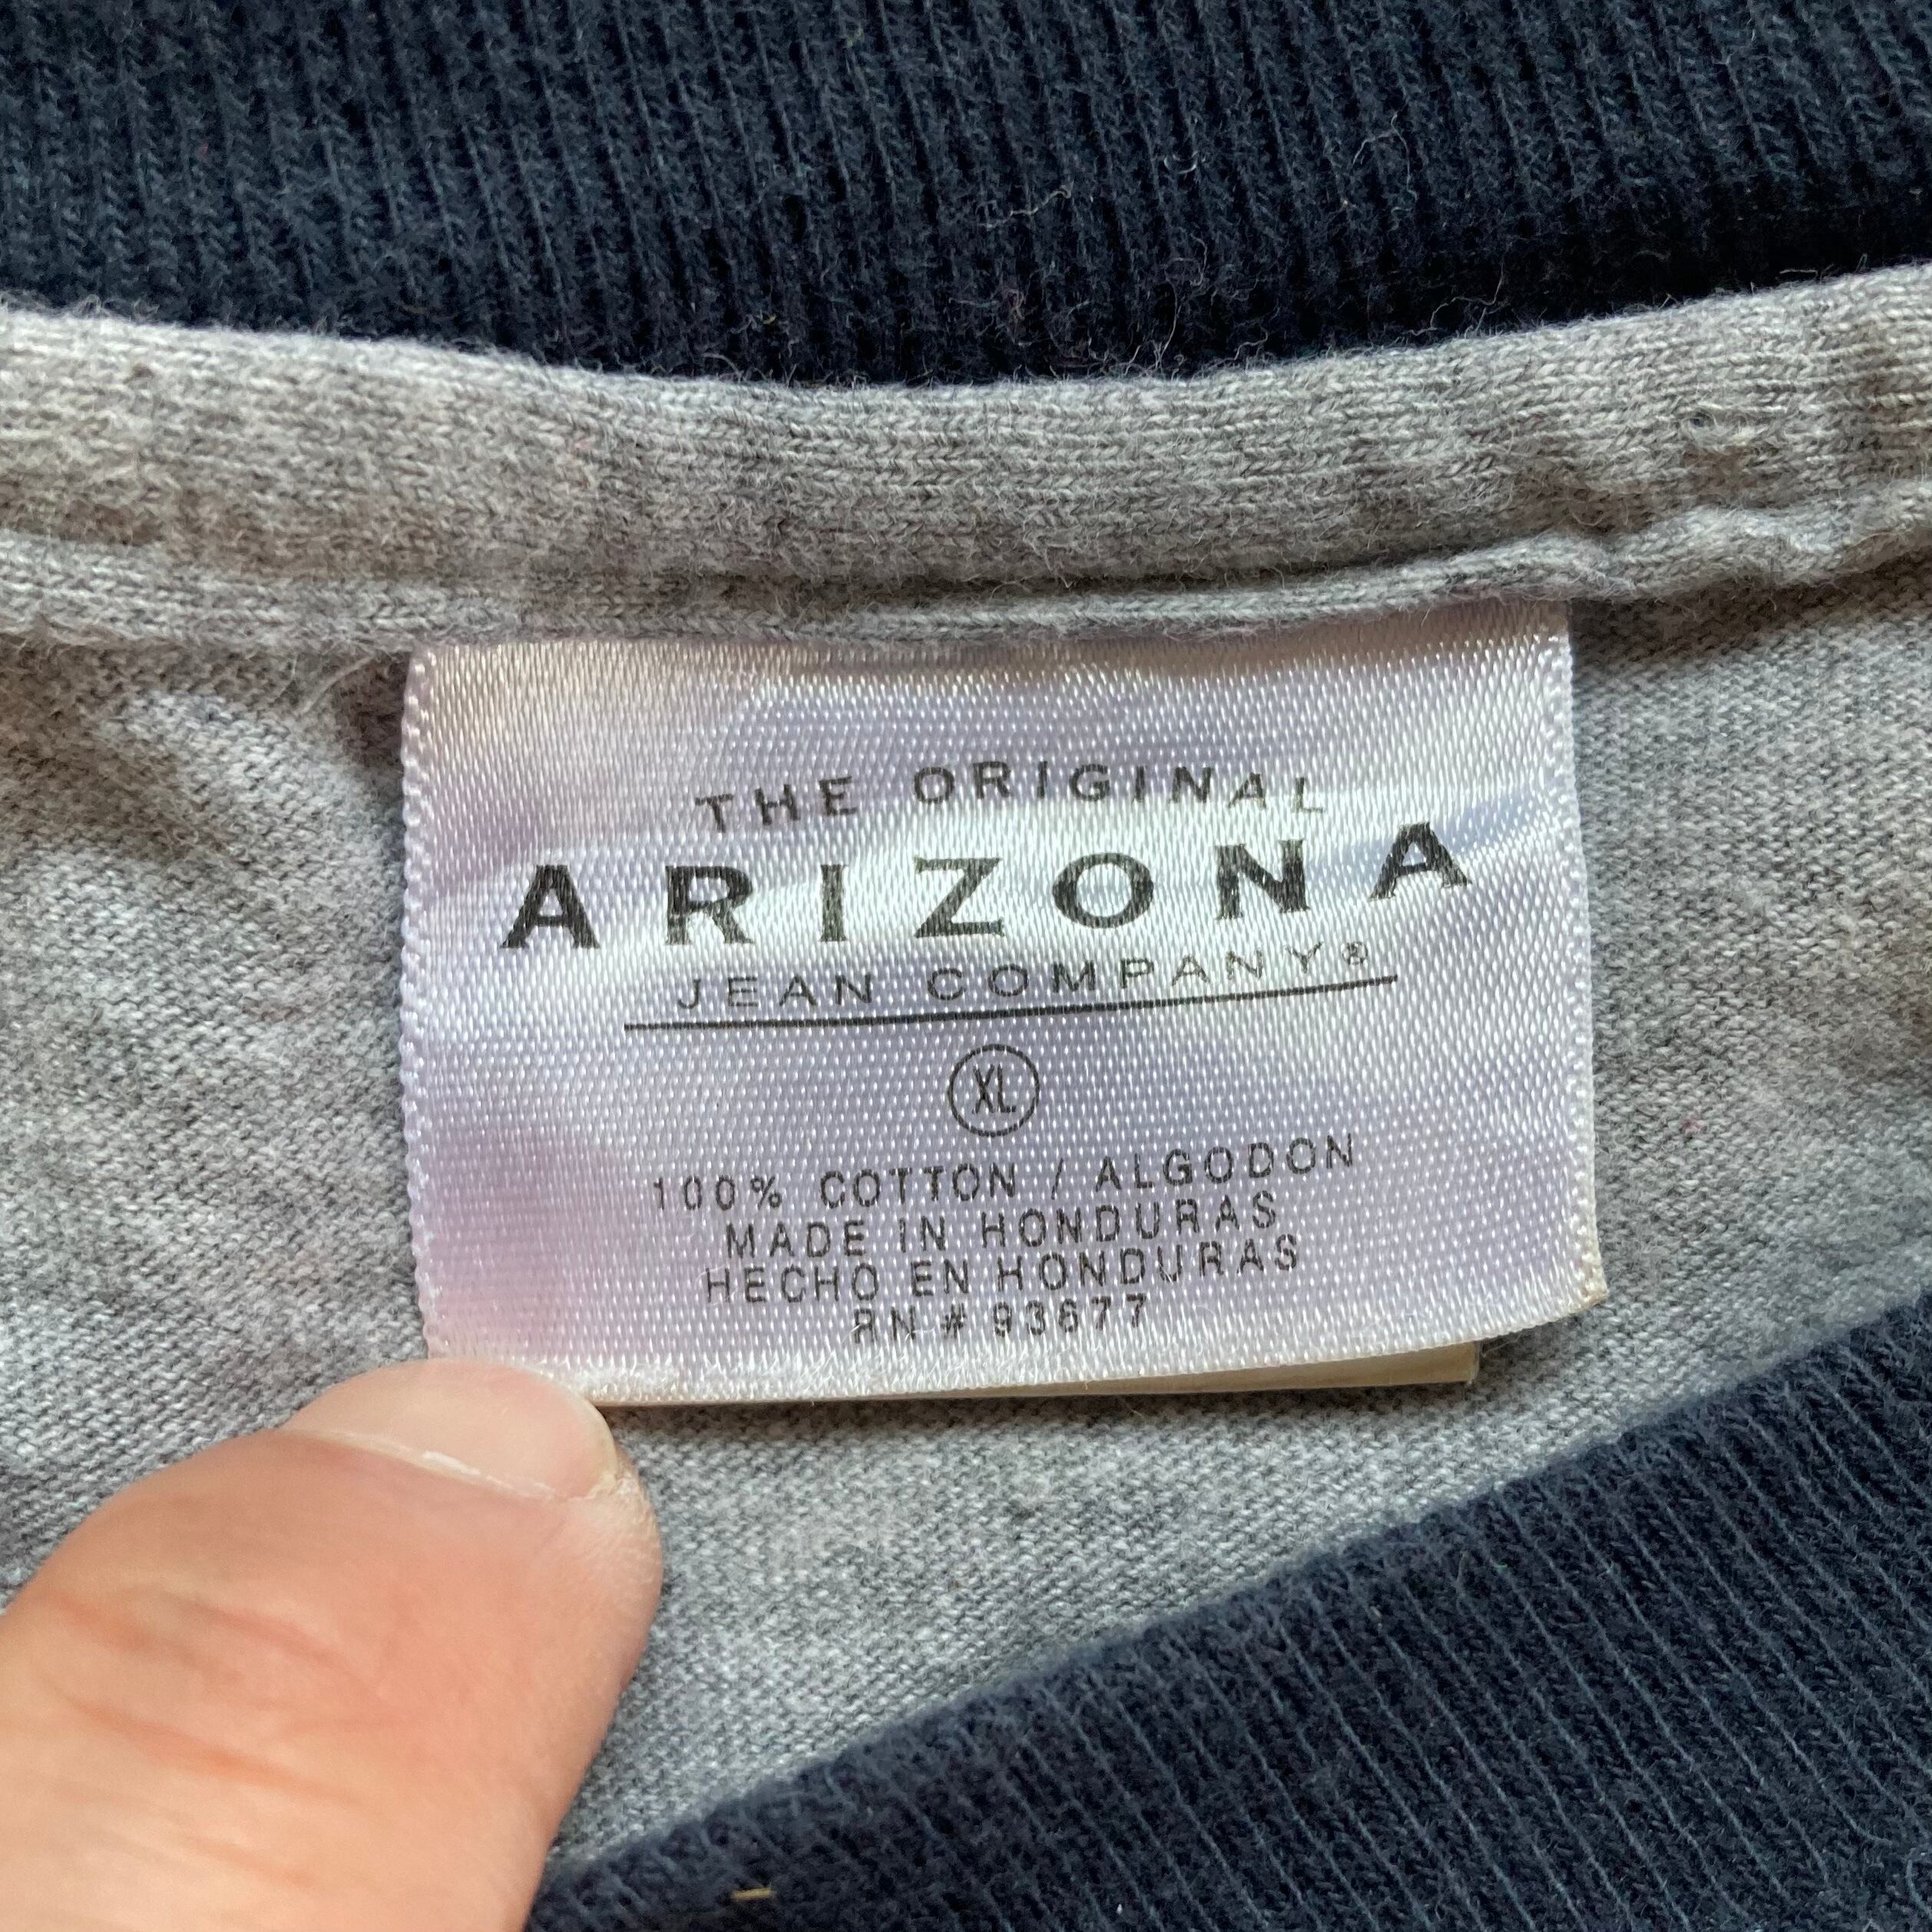 THE ORIGINAL
ARIZONA
JEAN COMPANY®
XL
100% COTTON / ALGODON
MADE IN HONDURAS
HECHO EN HONDURAS
RN # 93677